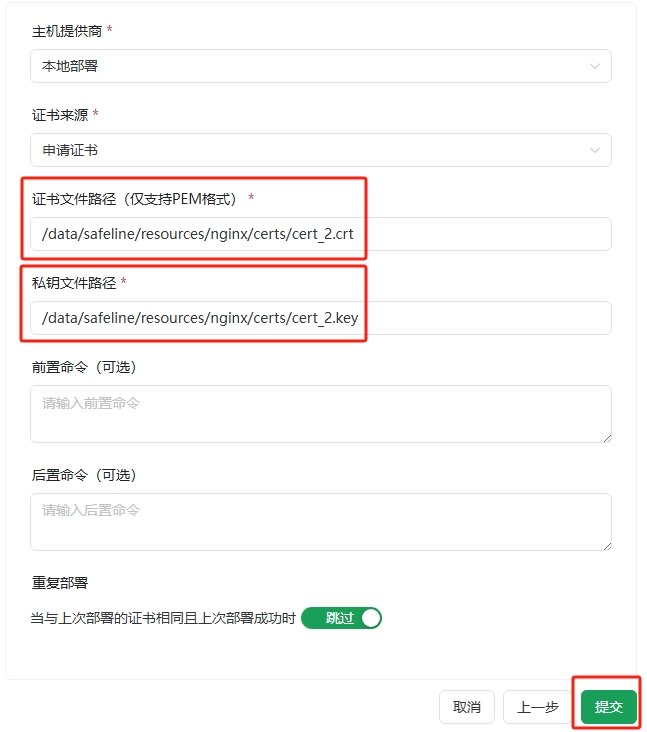 主机提供商 *
本地部署
证书来源 *
申请证书
证书文件路径（仅支持PEM格式） *
/data/safeline/resources/nginx/certs/cert_2.crt
私钥文件路径 *
/data/safeline/resources/nginx/certs/cert_2.key
前置命令（可选）
请输入前置命令
后置命令（可选）
请输入后置命令
重复部署
当与上次部署的证书相同且上次部署成功时 跳过
取消 上一步 提交